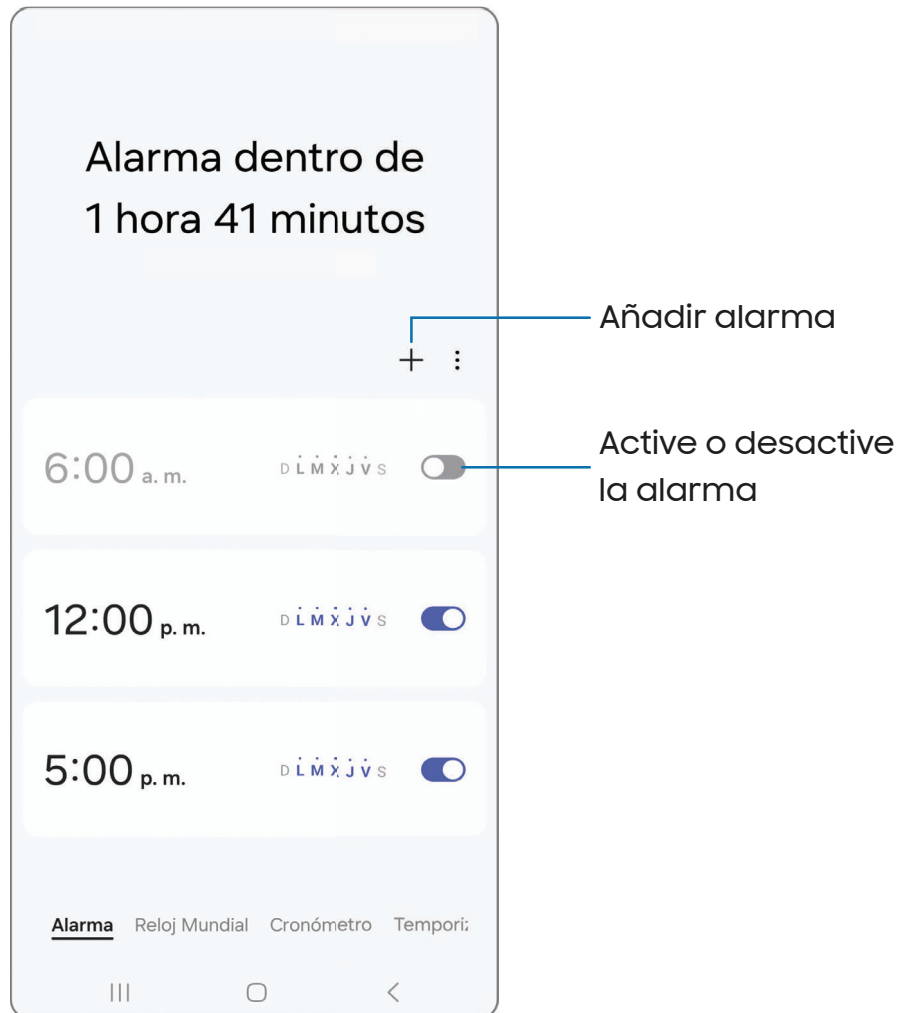 Alarma dentro de
1 hora 41 minutos
Añadir alarma
6:00 a. m. D L M X J V S
Active o desactive
la alarma
12:00 p. m. D L M X J V S
5:00 p. m. D L M X J V S
Alarma Reloj Mundial Cronómetro Tempori